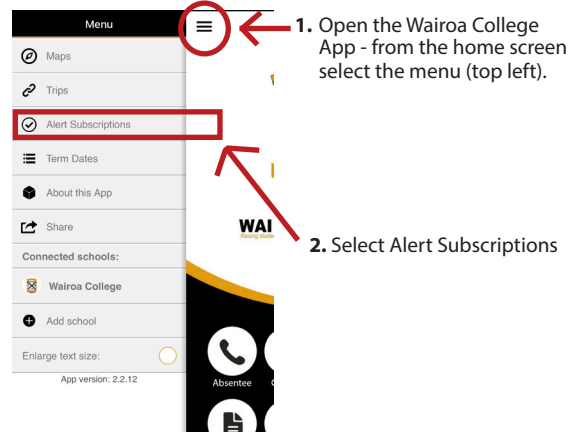 Menu
Maps
Trips
Alert Subscriptions
Term Dates
About this App
Share
Connected schools:
Wairoa College
Add school
Enlarge text size:
App version: 2.2.12
WAI
Absentee
1. Open the Wairoa College
App - from the home screen
select the menu (top left).
2. Select Alert Subscriptions